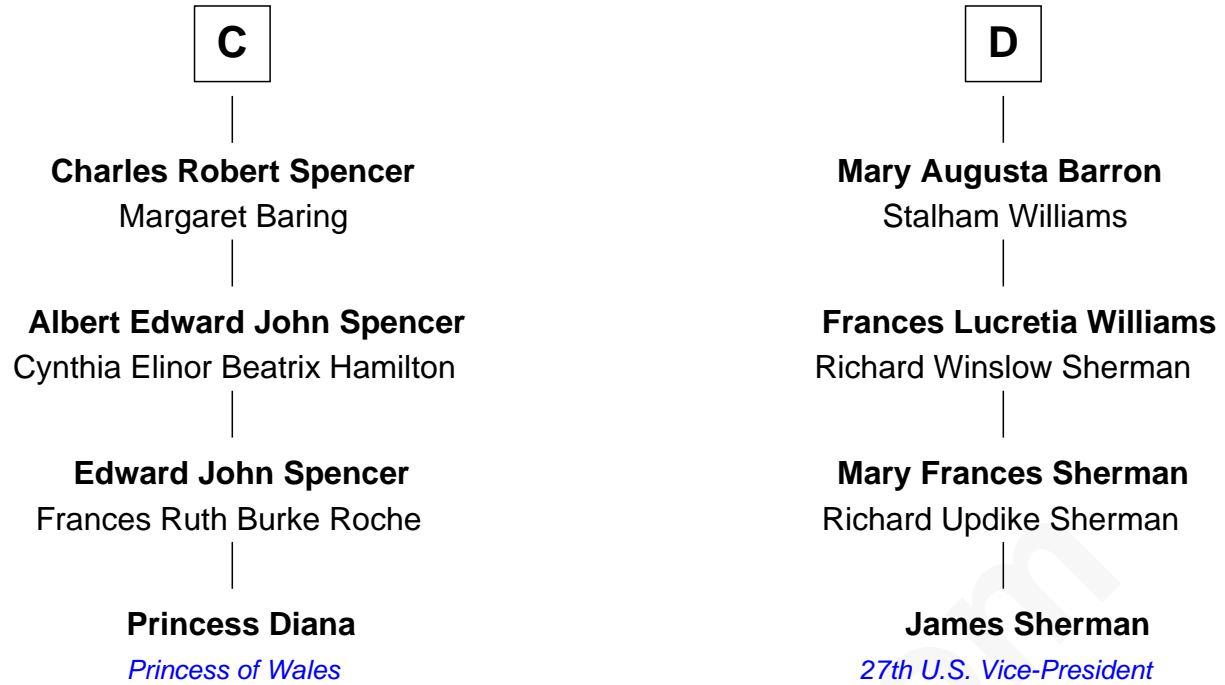 C
Charles Robert Spencer
Margaret Baring
Albert Edward John Spencer
Cynthia Elinor Beatrix Hamilton
Edward John Spencer
Frances Ruth Burke Roche
Princess Diana
Princess of Wales
D
Mary Augusta Barron
Stalham Williams
Frances Lucretia Williams
Richard Winslow Sherman
Mary Frances Sherman
Richard Updike Sherman
James Sherman
27th U.S. Vice-President